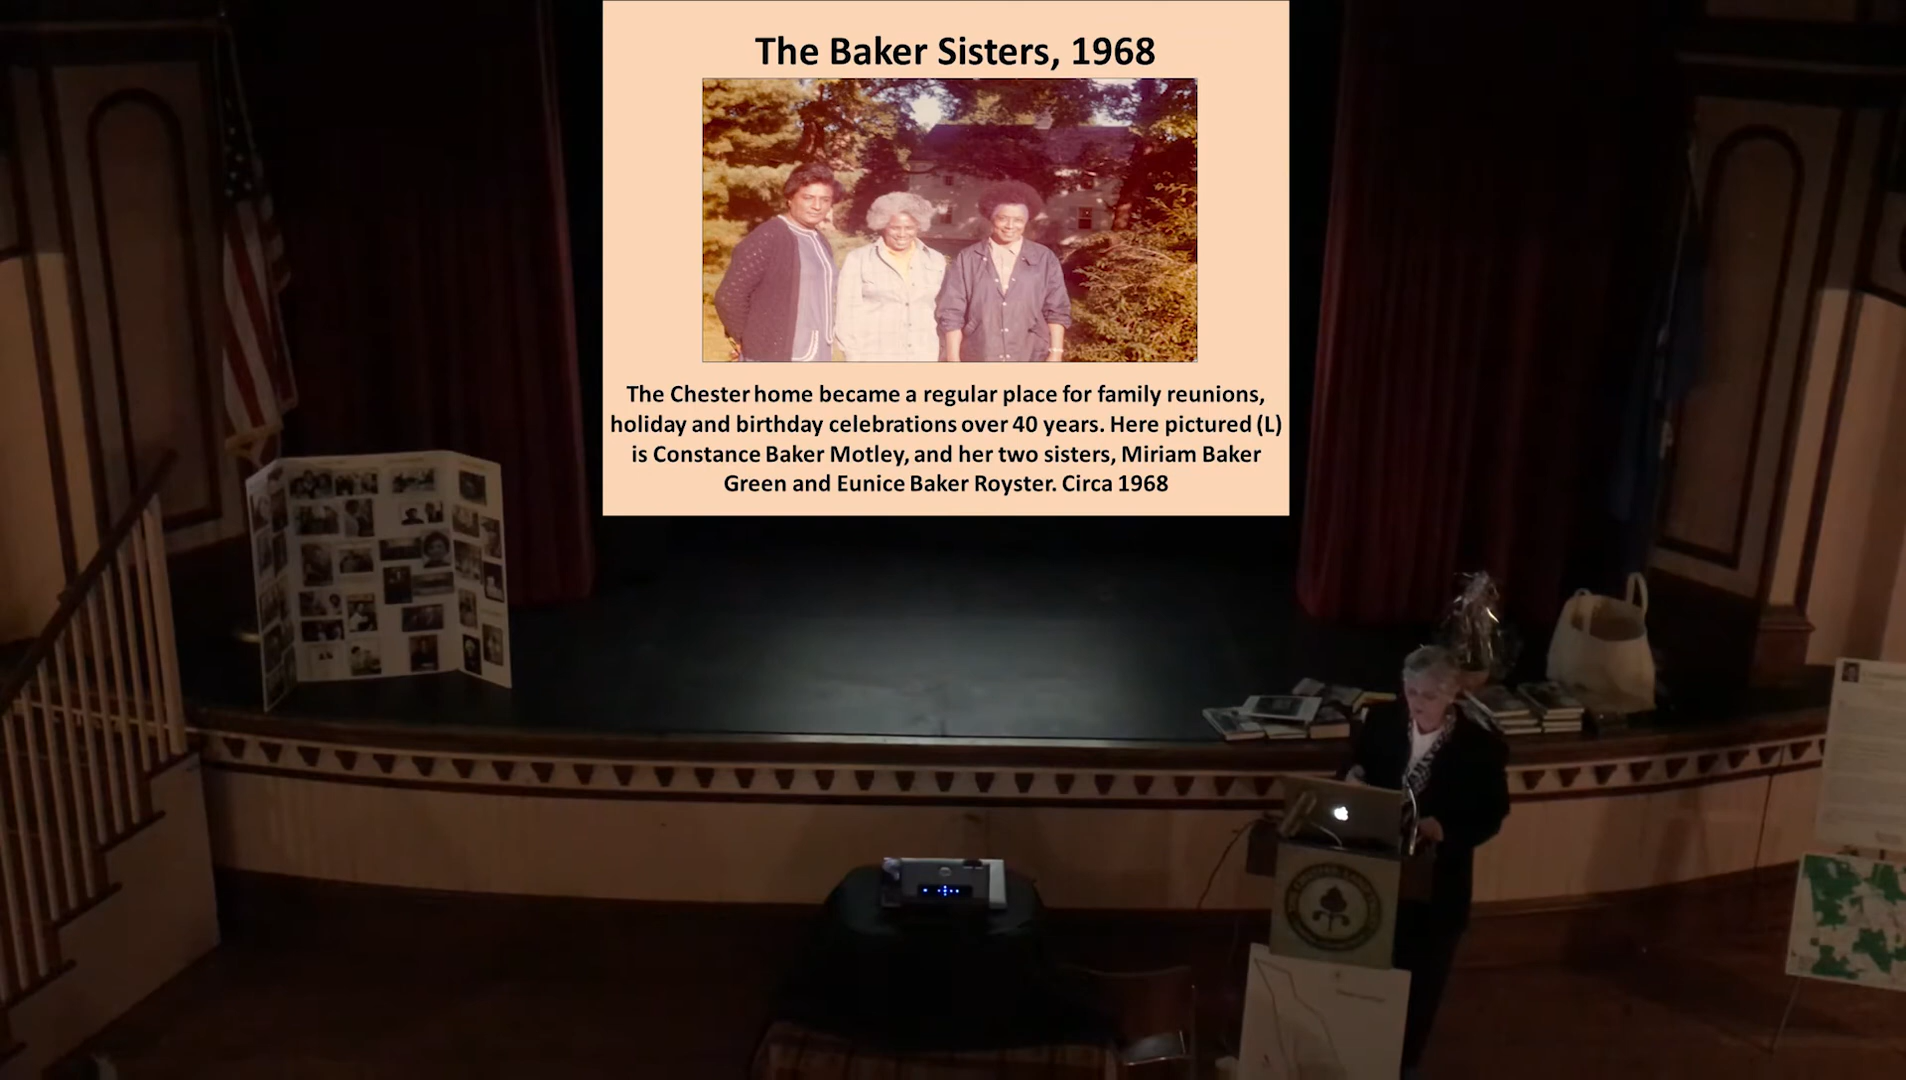 The Baker Sisters, 1968
The Chester home became a regular place for family reunions,
holiday and birthday celebrations over 40 years. Here pictured (L)
is Constance Baker Motley, and her two sisters, Miriam Baker
Green and Eunice Baker Royster. Circa 1968